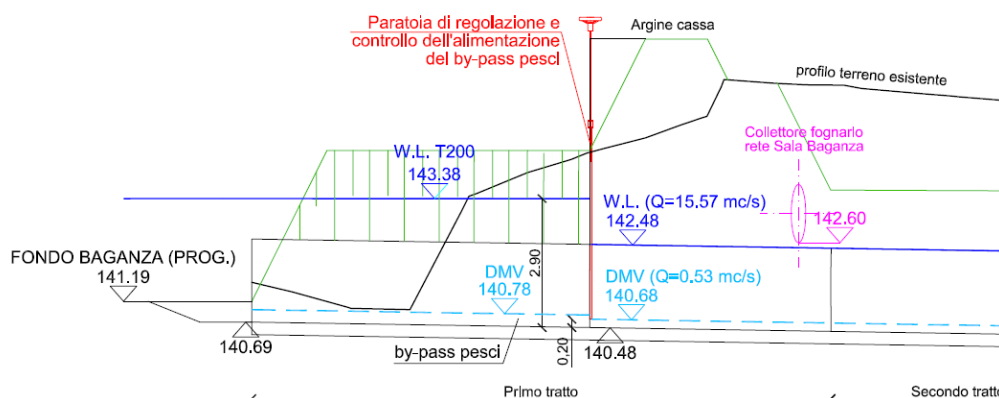 Paratoia di regolazione e
controllo dell'alimentazione
del by-pass pesci
Argine cassa
profilo terreno esistente
Collettore fognario
rete Sala Baganza
W.L. T200
143.38
W.L. (Q=15.57 mc/s)
142.48
142.60
FONDO BAGANZA (PROG.)
141.19
2.90
DMV
140.78
DMV (Q=0.53 mc/s)
140.68
140.69
by-pass pesci
0,20
140.48
Primo tratto
Secondo tratto